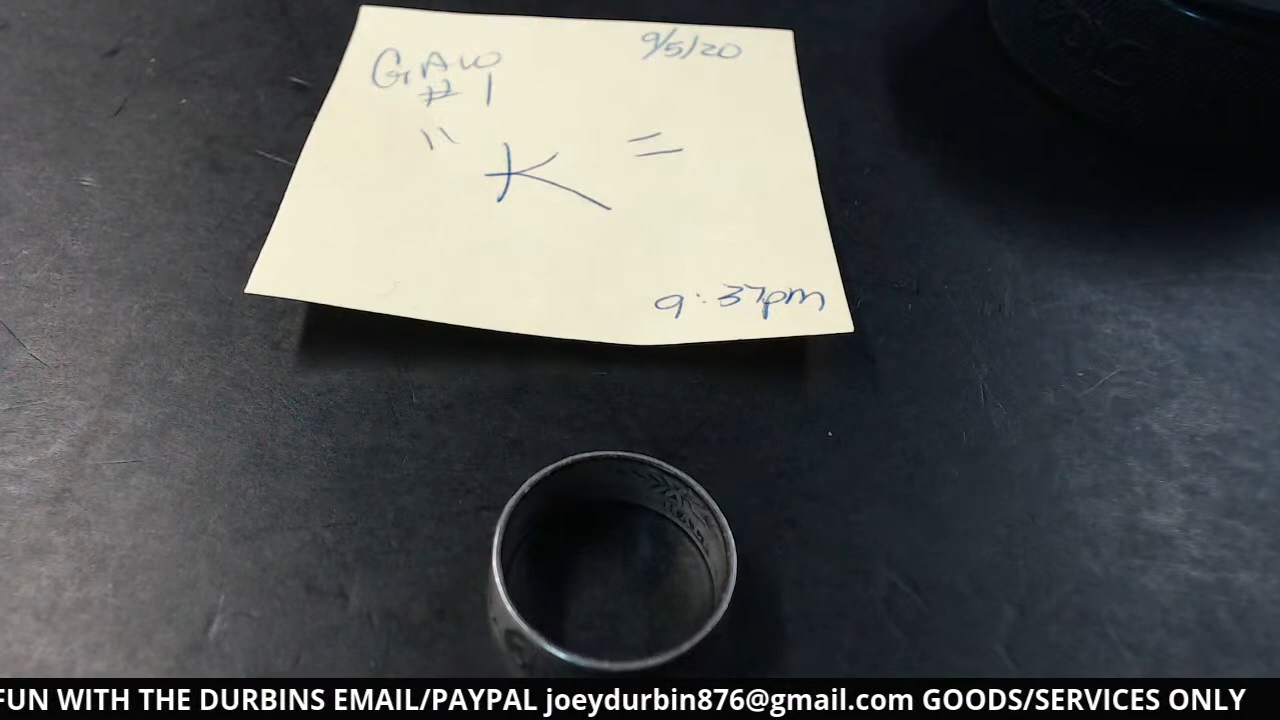 GAW 9/5/20
#1
"K"
9:37pm
FUN WITH THE DURBINS EMAIL/PAYPAL joeydurbin876@gmail.com GOODS/SERVICES ONLY